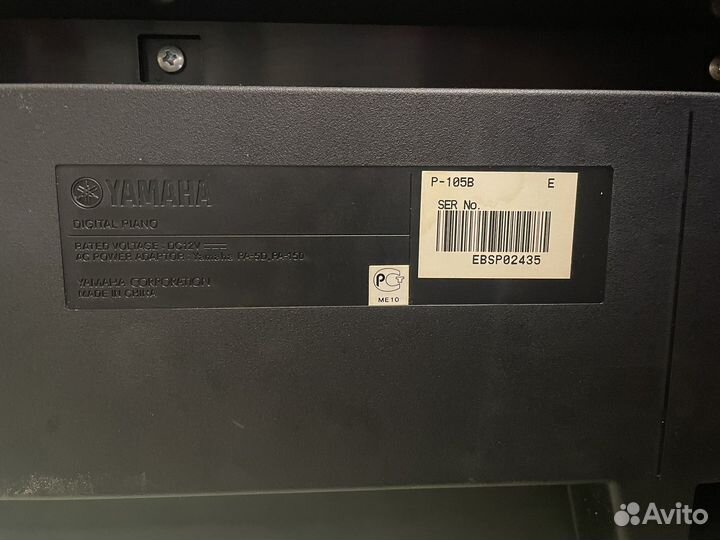 YAMAHA
DIGITAL PIANO
RATED VOLTAGE : DC12V
AC POWER ADAPTOR : Yamaha PA-5D, PA-150
YAMAHA CORPORATION
MADE IN CHINA
РСТ
ME10
P-105B E
SER No.
EBSP02435
Avito